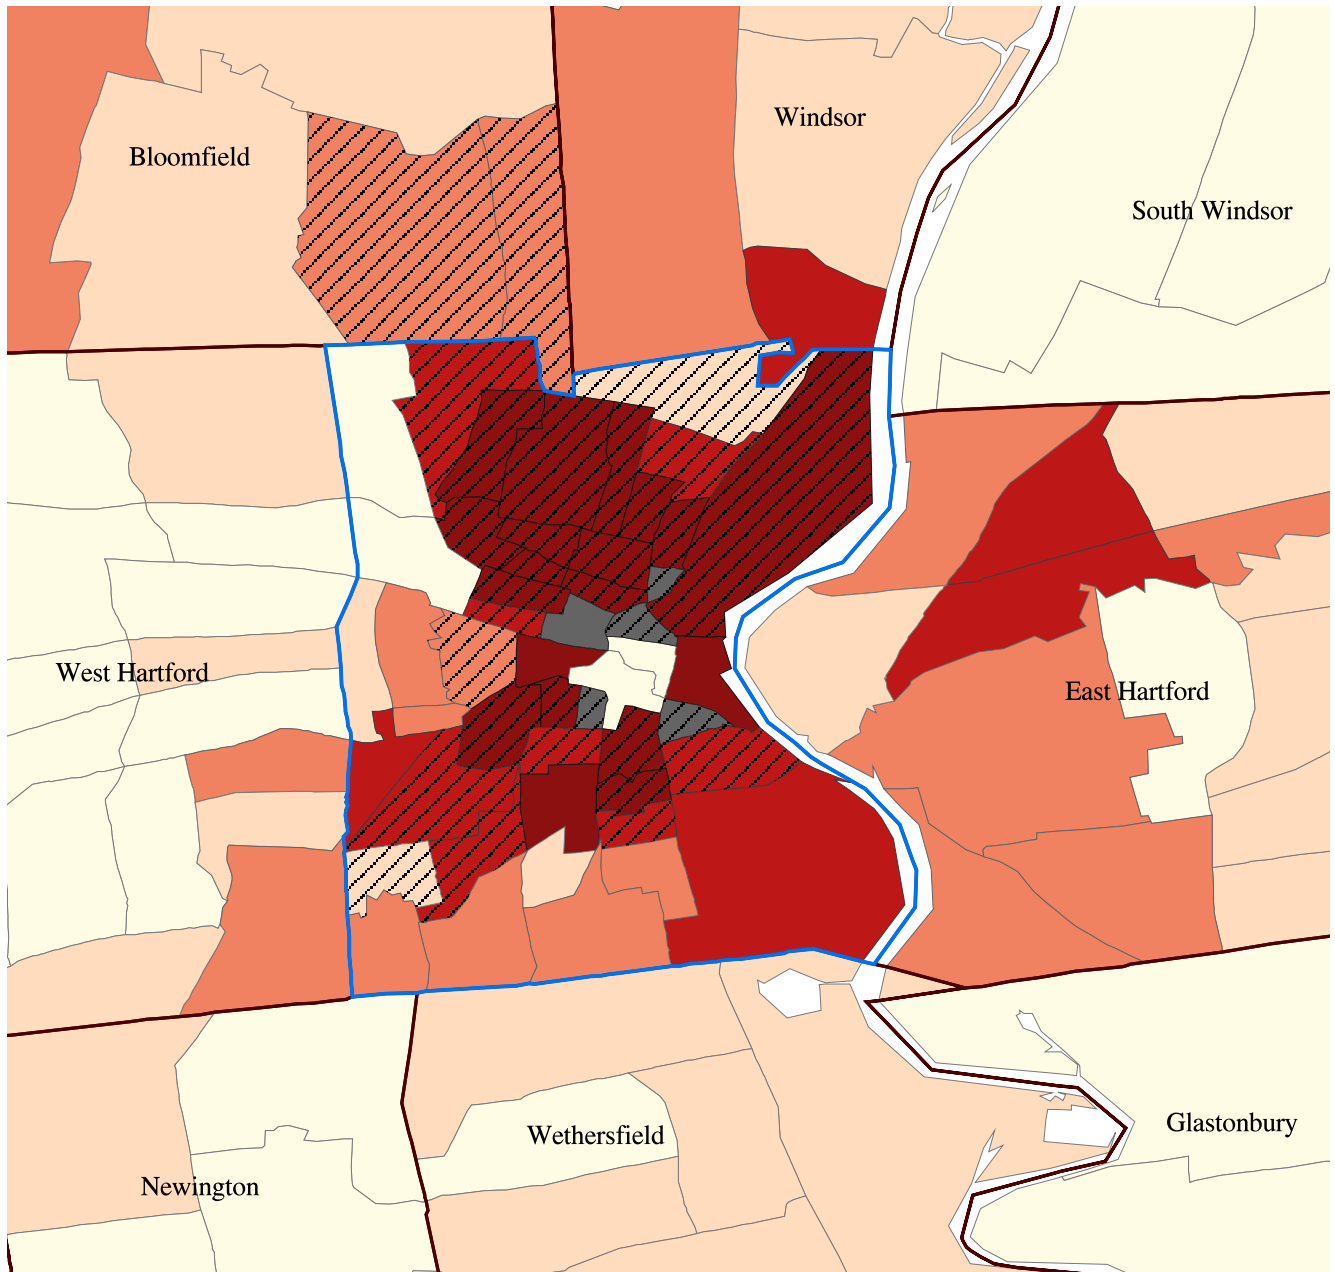 Windsor
Bloomfield
South Windsor
West Hartford
East Hartford
Glastonbury
Wethersfield
Newington